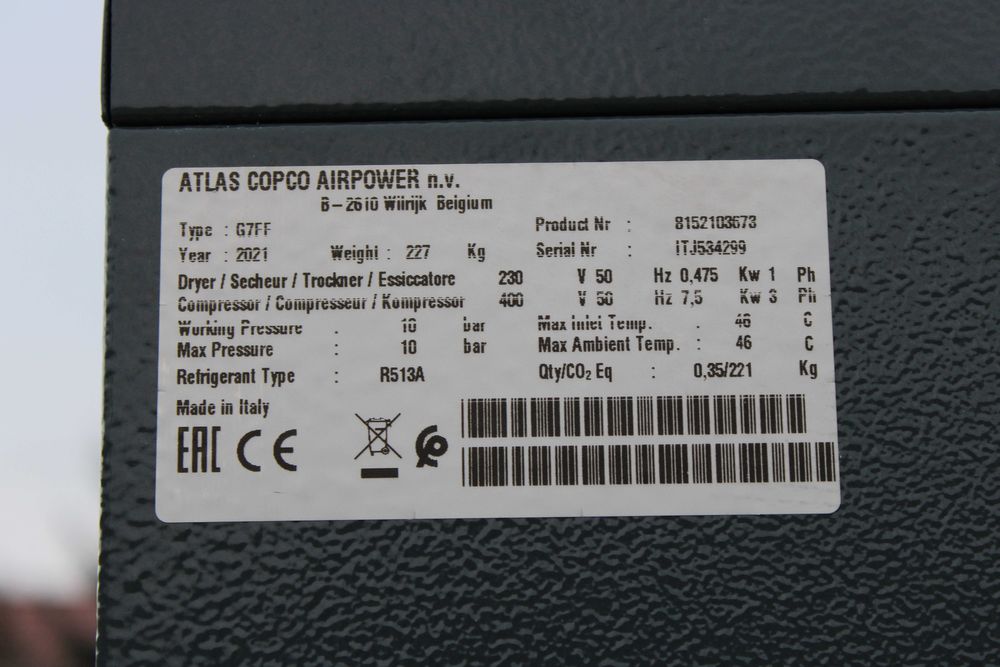 ATLAS COPCO AIRPOWER n.v.
B-2610 Wilrijk Belgium
Type : G7FF Product Nr : 8152103673
Year : 2021 Weight : 227 Kg Serial Nr : ITJ534299
Dryer / Secheur / Trockner / Essiccatore 230 V 50 Hz 0,475 Kw 1 Ph
Compressor / Compresseur / Kompressor 400 V 50 Hz 7,5 Kw 3 Ph
Working Pressure : 10 bar Max Inlet Temp. : 46 C
Max Pressure : 10 bar Max Ambient Temp. : 46 C
Refrigerant Type : R513A Qty/CO₂ Eq : 0,35/221 Kg
Made in Italy
EAC CE